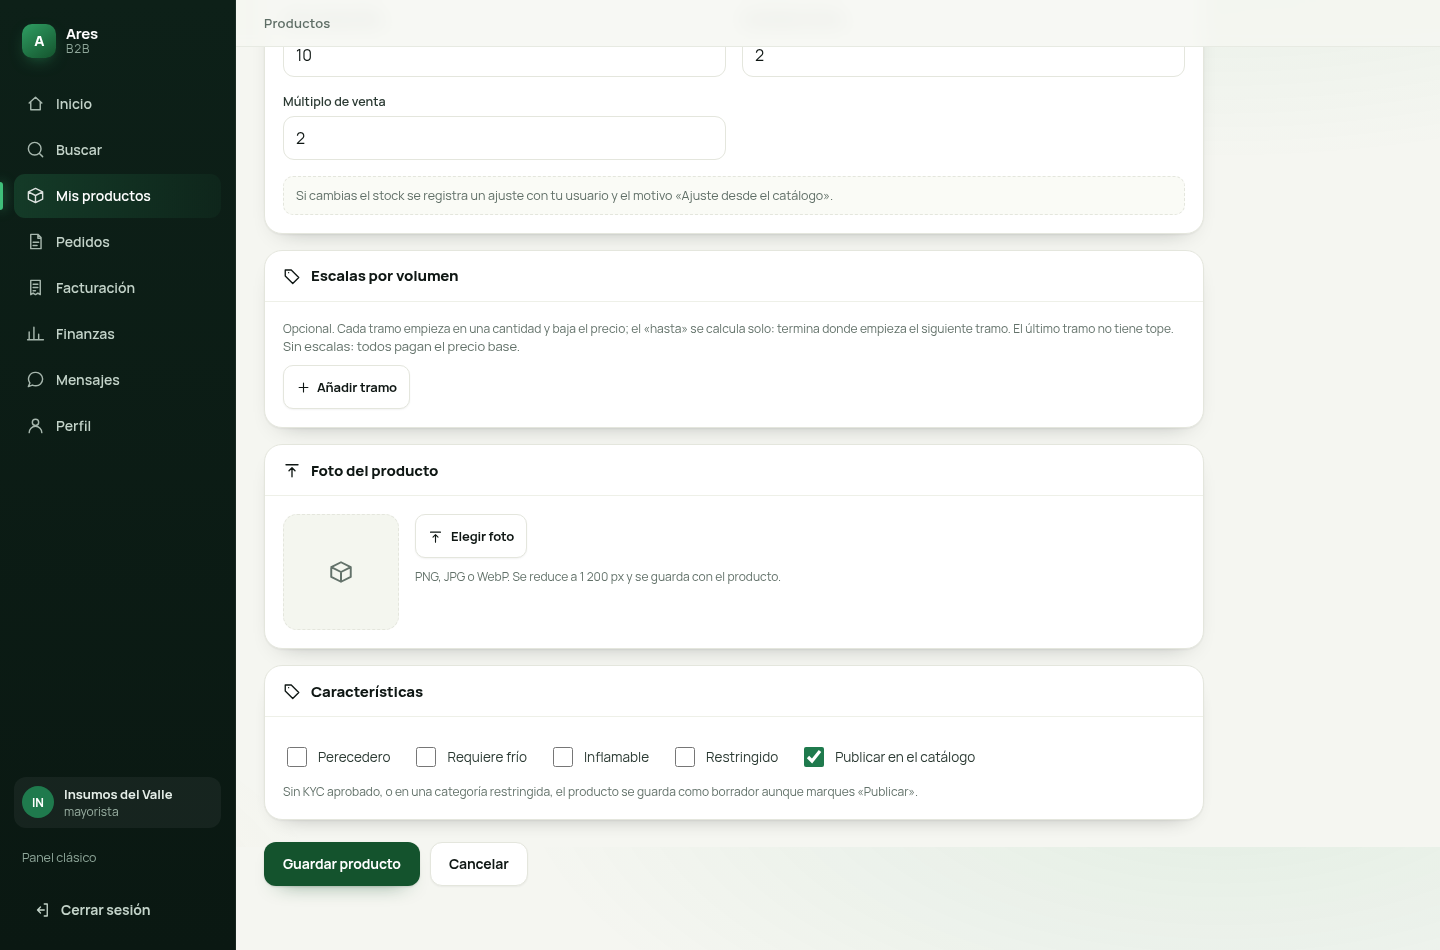 A
Ares
B2B
Inicio
Buscar
Mis productos
Pedidos
Facturación
Finanzas
Mensajes
Perfil
IN
Insumos del Valle
mayorista
Panel clásico
Cerrar sesión
Productos
10
2
Múltiplo de venta
2
Si cambias el stock se registra un ajuste con tu usuario y el motivo «Ajuste desde el catálogo».
Escalas por volumen
Opcional. Cada tramo empieza en una cantidad y baja el precio; el «hasta» se calcula solo: termina donde empieza el siguiente tramo. El último tramo no tiene tope.
Sin escalas: todos pagan el precio base.
Añadir tramo
Foto del producto
Elegir foto
PNG, JPG o WebP. Se reduce a 1 200 px y se guarda con el producto.
Características
Perecedero
Requiere frío
Inflamable
Restringido
Publicar en el catálogo
Sin KYC aprobado, o en una categoría restringida, el producto se guarda como borrador aunque marques «Publicar».
Guardar producto
Cancelar